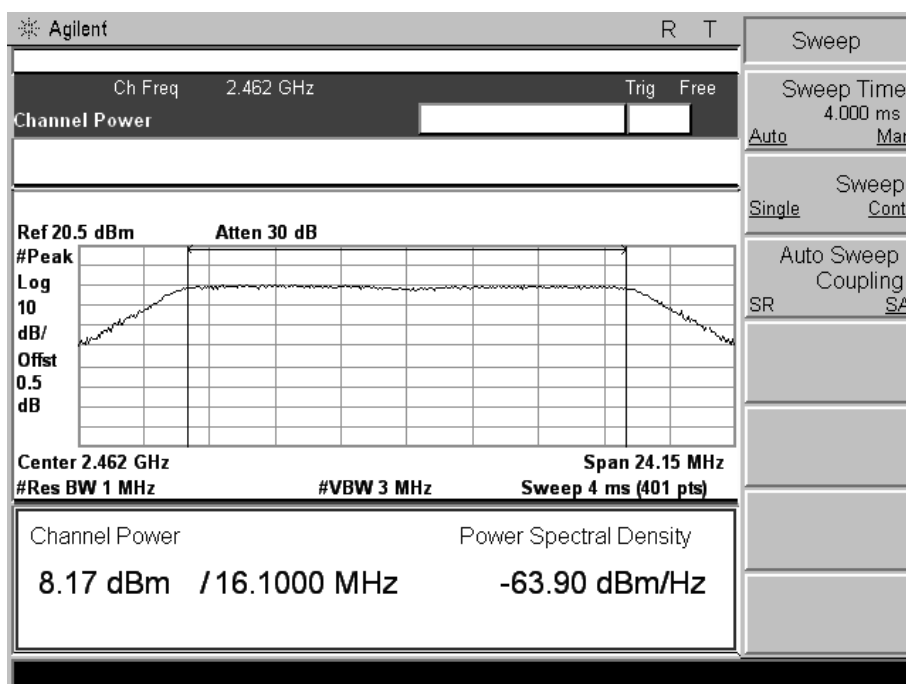 Agilent R T
Ch Freq 2.462 GHz Trig Free
Channel Power
Ref 20.5 dBm Atten 30 dB
#Peak
Log
10
dB/
Offst
0.5
dB
Center 2.462 GHz Span 24.15 MHz
#Res BW 1 MHz #VBW 3 MHz Sweep 4 ms (401 pts)
Channel Power Power Spectral Density
8.17 dBm /16.1000 MHz -63.90 dBm/Hz
Sweep
Sweep Time
4.000 ms
Auto Man
Sweep
Single Cont
Auto Sweep
Coupling
SR SA